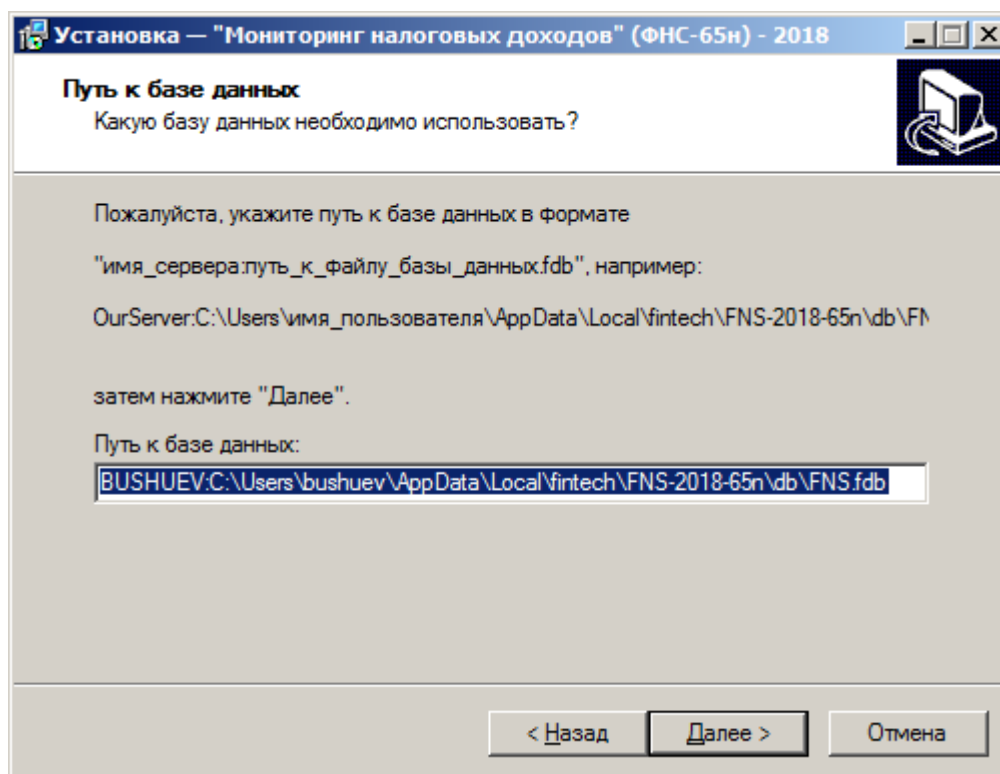 Установка — "Мониторинг налоговых доходов" (ФНС-65н) - 2018
Путь к базе данных
Какую базу данных необходимо использовать?
Пожалуйста, укажите путь к базе данных в формате
"имя_сервера:путь_к_файлу_базы_данных.fdb", например:
OurServer:C:\Users\имя_пользователя\AppData\Local\fintech\FNS-2018-65n\db\FN
затем нажмите "Далее".
Путь к базе данных:
BUSHUEV:C:\Users\bushuev\AppData\Local\fintech\FNS-2018-65n\db\FNS.fdb
< Назад Далее > Отмена